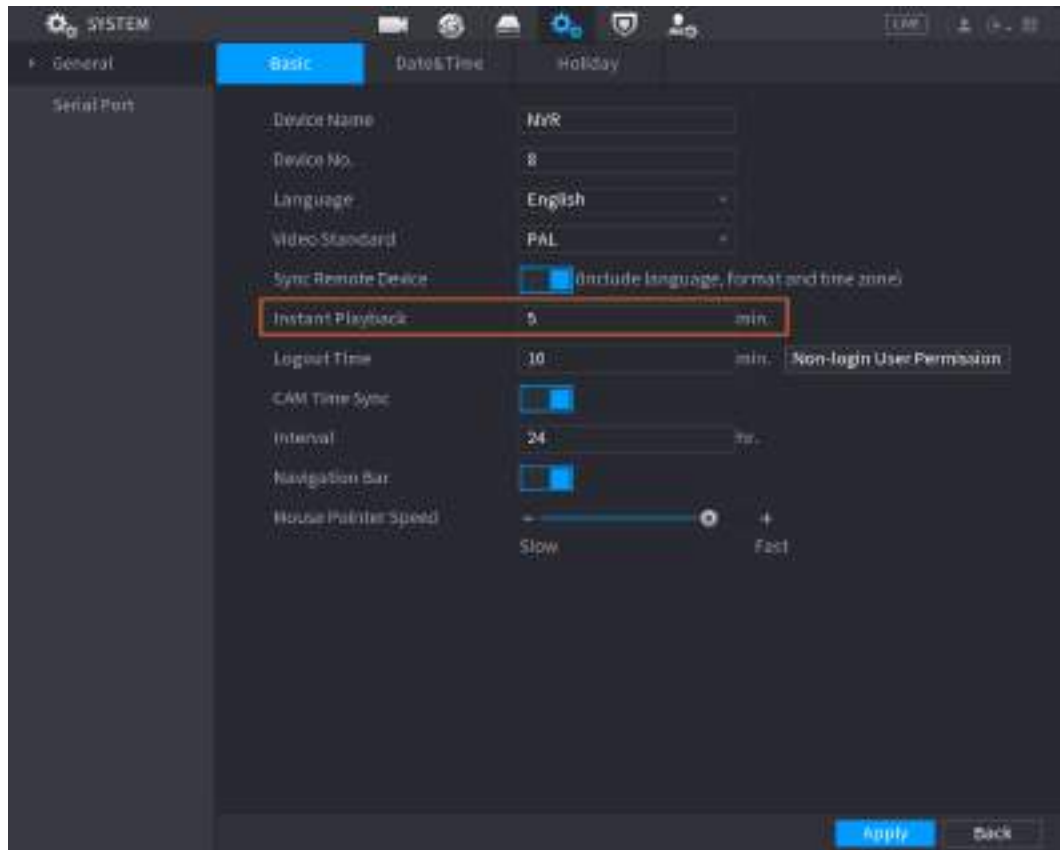 SYSTEM
LIVE
General
Basic
Date&Time
Holiday
Serial Port
Device Name
NVR
Device No.
8
Language
English
Video Standard
PAL
Sync Remote Device
(Include language, format and time zone)
Instant Playback
5
min.
Logout Time
10
min.
Non-login User Permission
CAM Time Sync
Interval
24
hr.
Navigation Bar
Mouse Pointer Speed
-
+
Slow
Fast
Apply
Back